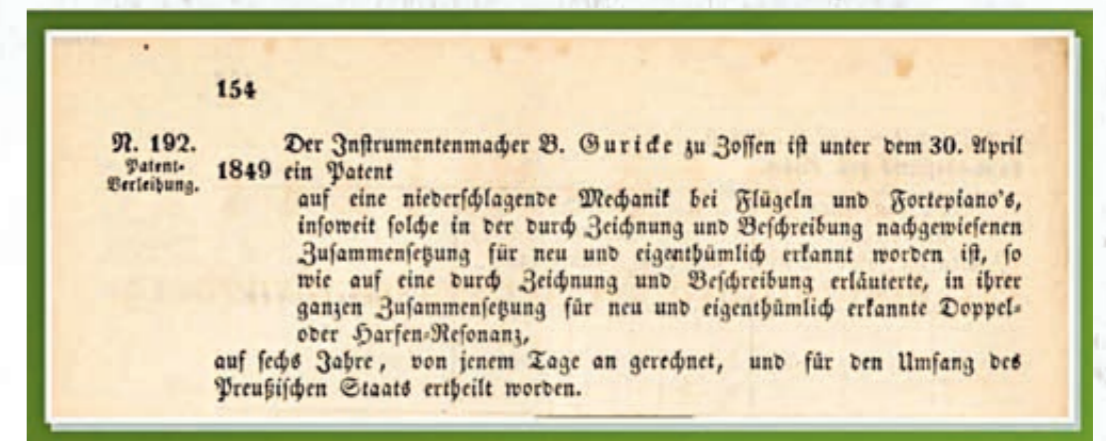 154
N. 192.
Patent-
Verleihung.
Der Instrumentenmacher B. Guricke zu Zossen ist unter dem 30. April
1849 ein Patent
auf eine niederschlagende Mechanik bei Flügeln und Fortepiano's,
insoweit solche in der durch Zeichnung und Beschreibung nachgewiesenen
Zusammensetzung für neu und eigenthümlich erkannt worden ist, so
wie auf eine durch Zeichnung und Beschreibung erläuterte, in ihrer
ganzen Zusammensetzung für neu und eigenthümlich erkannte Doppel-
oder Harfen-Resonanz,
auf sechs Jahre, von jenem Tage an gerechnet, und für den Umfang des
Preußischen Staats ertheilt worden.